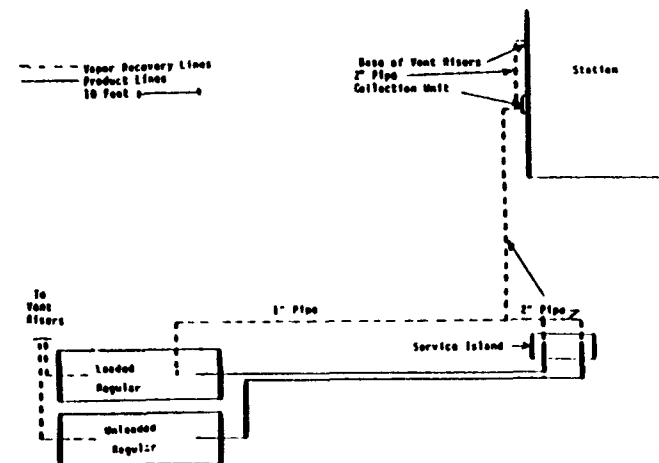 Vapor Recovery Lines
Product Lines
10 Feet
Base of Vent Risers
2" Pipe
Collection Unit
Station
To
Vent
Risers
1" Pipe
2" Pipe
Service Island
Leaded
Regular
Unleaded
Regular